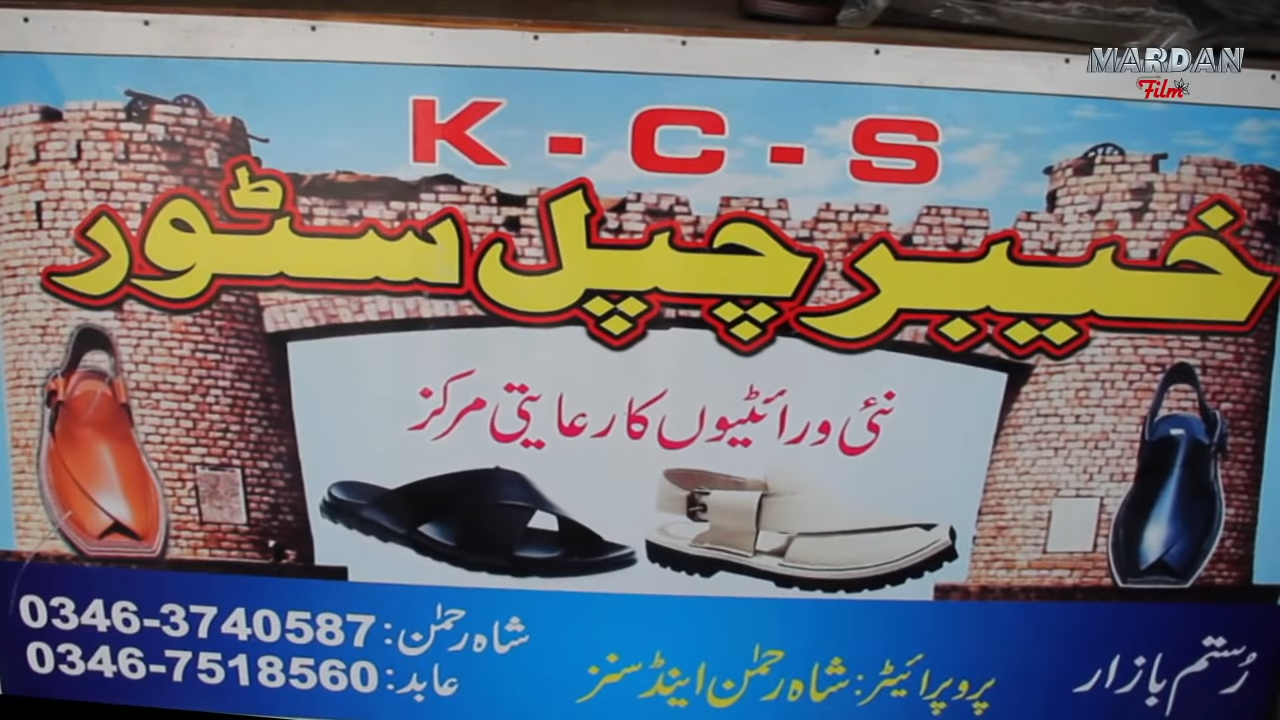 MARDAN
Film
K-C-S
خیبر چپل سٹور
نئی ورائٹیوں کا رعایتی مرکز
شاہ رحمٰن: 0346-3740587
عابد: 0346-7518560
پروپرائیٹر: شاہ رحمٰن اینڈ سنز
رُستم بازار